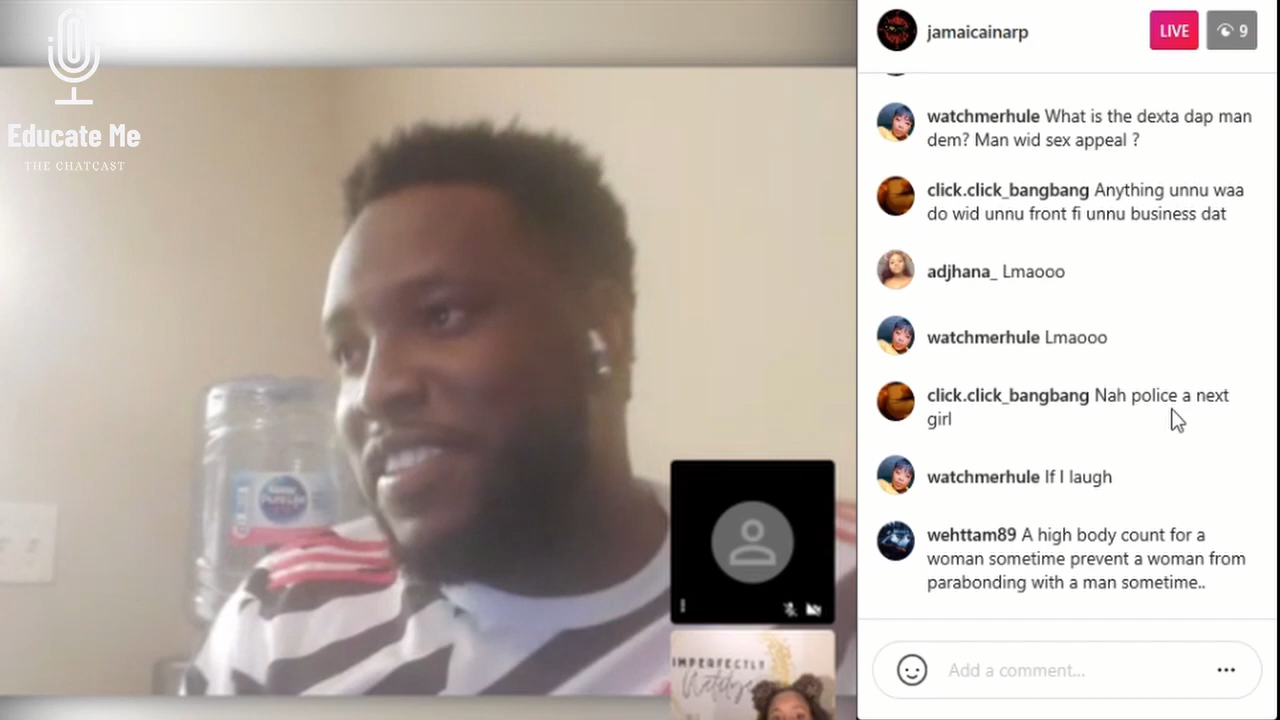 Educate Me
THE CHATCAST
PURE LIFE
IMPERFECTLY
jamaicainarp
LIVE
9
watchmerhule What is the dexta dap man
dem? Man wid sex appeal ?
click.click_bangbang Anything unnu waa
do wid unnu front fi unnu business dat
adjhana_ Lmaooo
watchmerhule Lmaooo
click.click_bangbang Nah police a next
girl
watchmerhule If I laugh
wehttam89 A high body count for a
woman sometime prevent a woman from
parabonding with a man sometime..
Add a comment...